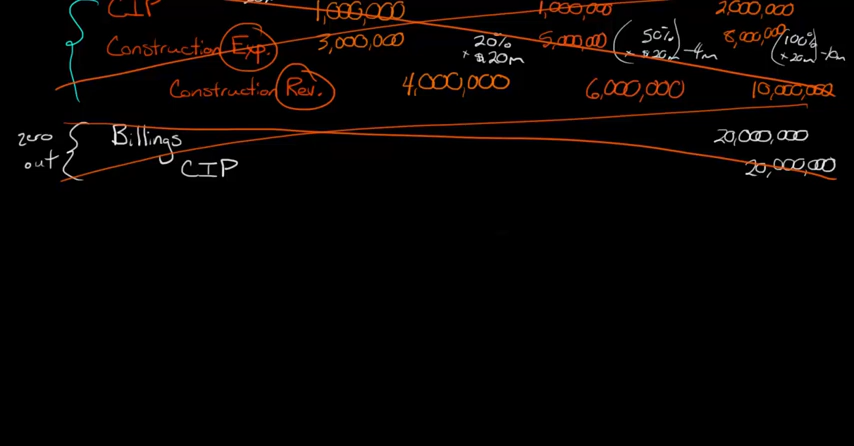 CIP 1,000,000 1,000,000 2,000,000
Construction Exp. 3,000,000 20% × $20m 5,000,000 (50% × $20m) -4m 8,000,000 (100% × 20m)
Construction Rev. 4,000,000 6,000,000 10,000,000
zero out { Billings 20,000,000
CIP 20,000,000